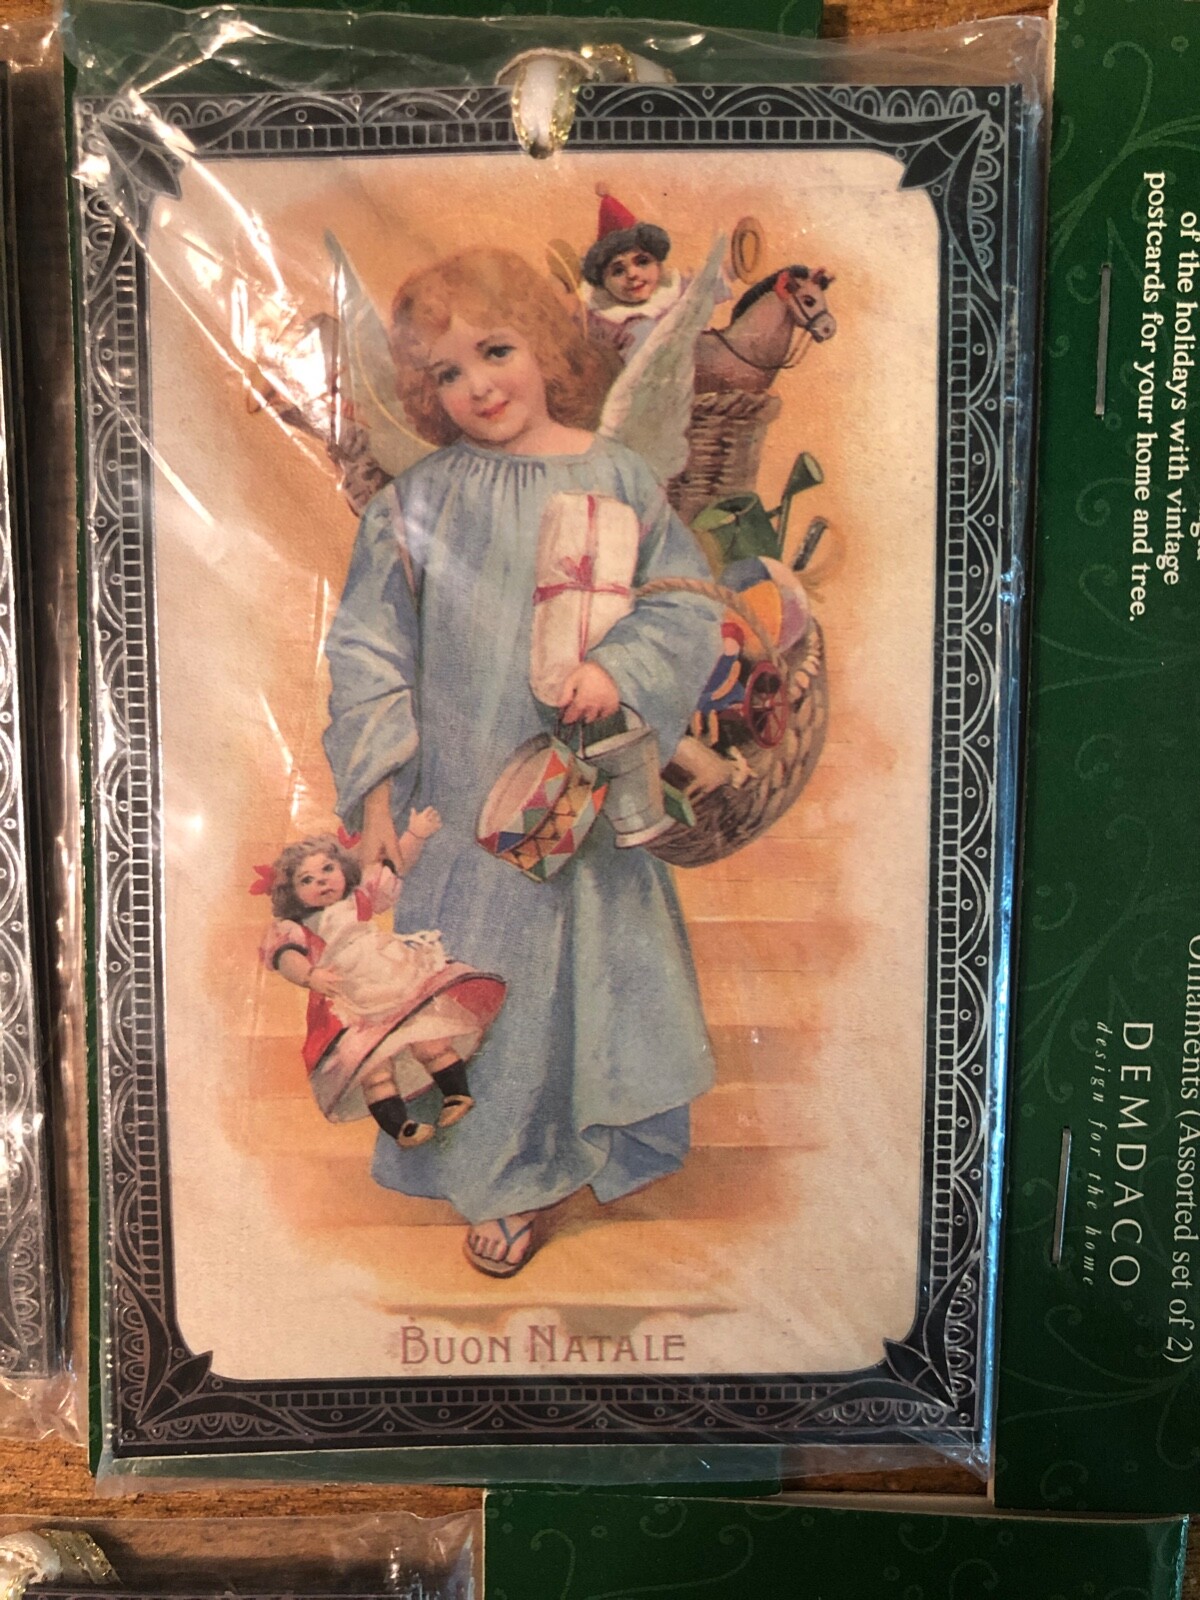 BUON NATALE
of the holidays with vintage
postcards for your home and tree.
Ornaments (Assorted set of 2)
DEMDACO
design for the home